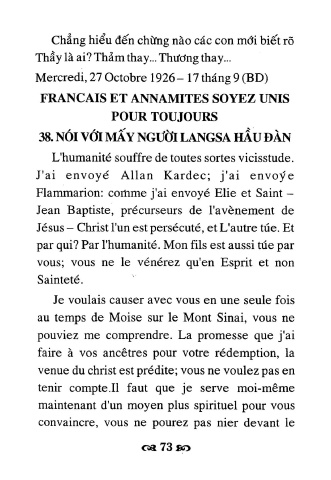 Chẳng hiểu đến chừng nào các con mới biết rõ
Thầy là ai? Thảm thay... Thương thay...
Mercredi, 27 Octobre 1926 – 17 tháng 9 (BD)
FRANCAIS ET ANNAMITES SOYEZ UNIS
POUR TOUJOURS
38. NÓI VỚI MẤY NGƯỜI LANGSA HẦU ĐÀN
L'humanité souffre de toutes sortes vicisstude.
J'ai envoyé Allan Kardec; j'ai envoýe
Flammarion: comme j'ai envoyé Elie et Saint –
Jean Baptiste, précurseurs de l'avènement de
Jésus – Christ l'un est persécuté, et L'autre túe. Et
par qui? Par l'humanité. Mon fils est aussi túe par
vous; vous ne le vénérez qu'en Esprit et non
Sainteté.
Je voulais causer avec vous en une seule fois
au temps de Moise sur le Mont Sinai, vous ne
pouviez me comprendre. La promesse que j'ai
faire à vos ancêtres pour votre rédemption, la
venue du christ est prédite; vous ne voulez pas en
tenir compte.Il faut que je serve moi-même
maintenant d'un moyen plus spirituel pour vous
convaincre, vous ne pourez pas nier devant le
73